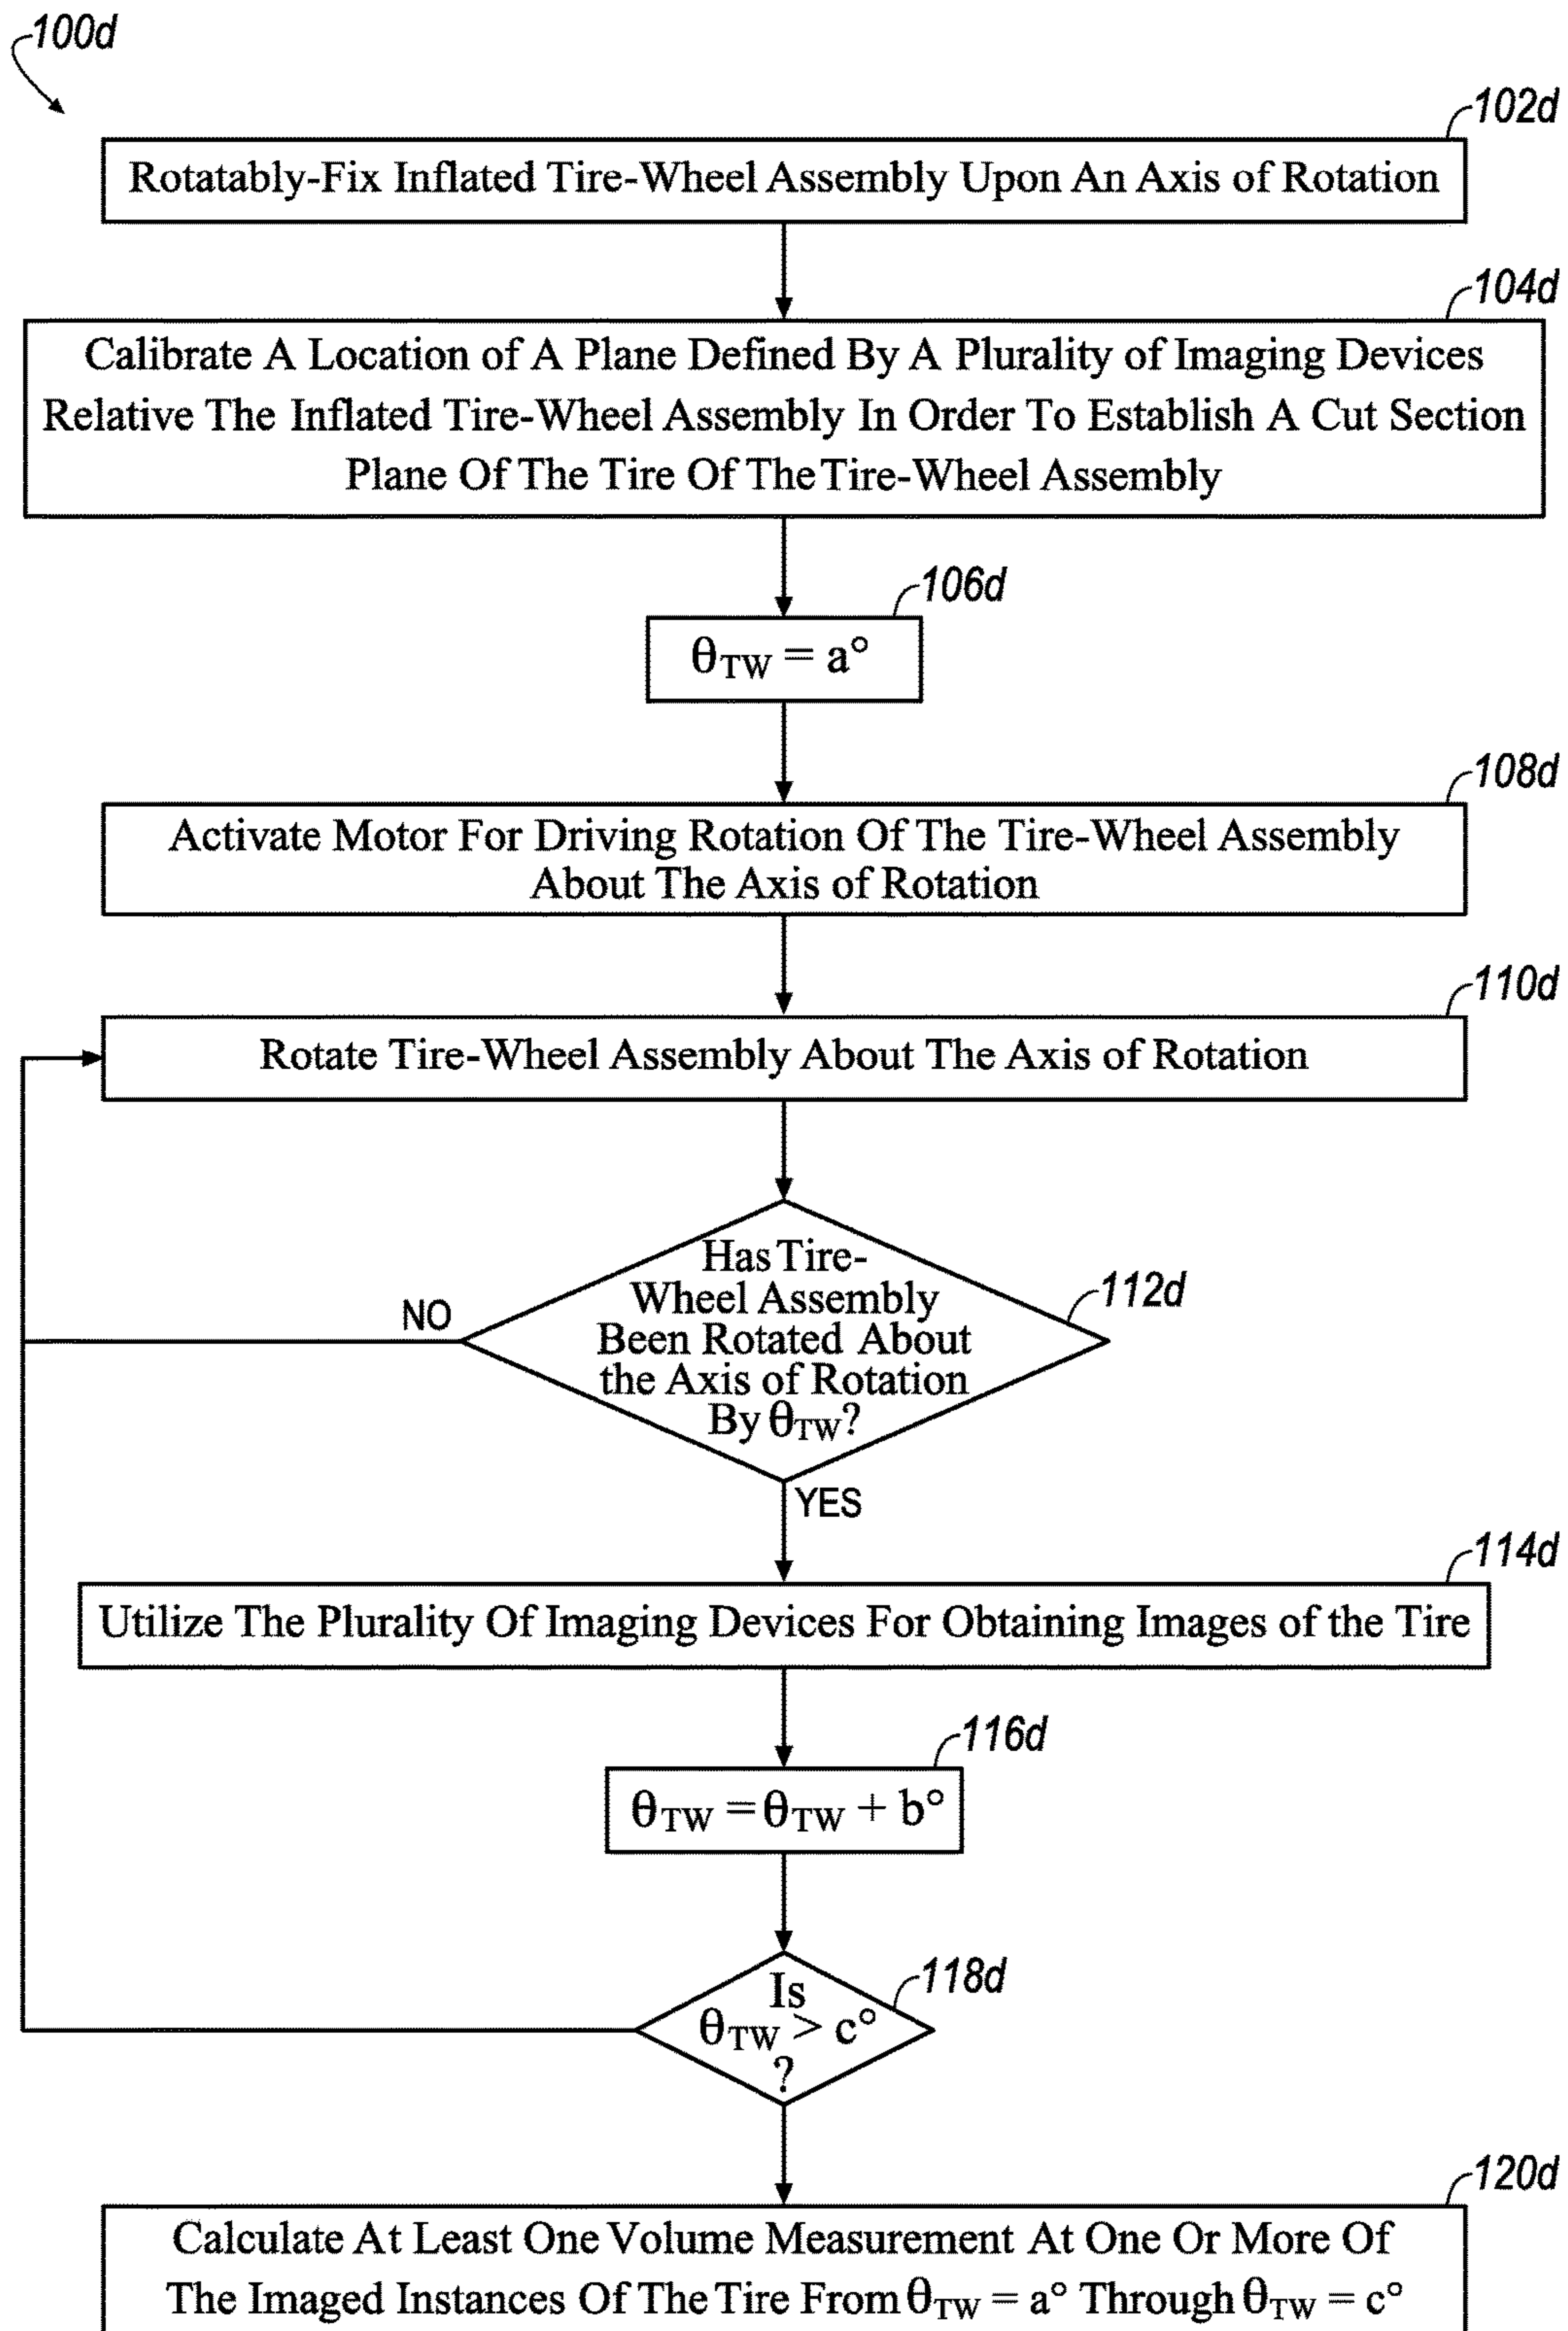 100d
102d
Rotatably-Fix Inflated Tire-Wheel Assembly Upon An Axis of Rotation
104d
Calibrate A Location of A Plane Defined By A Plurality of Imaging Devices
Relative The Inflated Tire-Wheel Assembly In Order To Establish A Cut Section
Plane Of The Tire Of The Tire-Wheel Assembly
106d
θTW = a°
108d
Activate Motor For Driving Rotation Of The Tire-Wheel Assembly
About The Axis of Rotation
110d
Rotate Tire-Wheel Assembly About The Axis of Rotation
112d
Has Tire-
Wheel Assembly
Been Rotated About
the Axis of Rotation
By θTW?
NO
YES
114d
Utilize The Plurality Of Imaging Devices For Obtaining Images of the Tire
116d
θTW = θTW + b°
118d
Is
θTW > c°
?
120d
Calculate At Least One Volume Measurement At One Or More Of
The Imaged Instances Of The Tire From θTW = a° Through θTW = c°